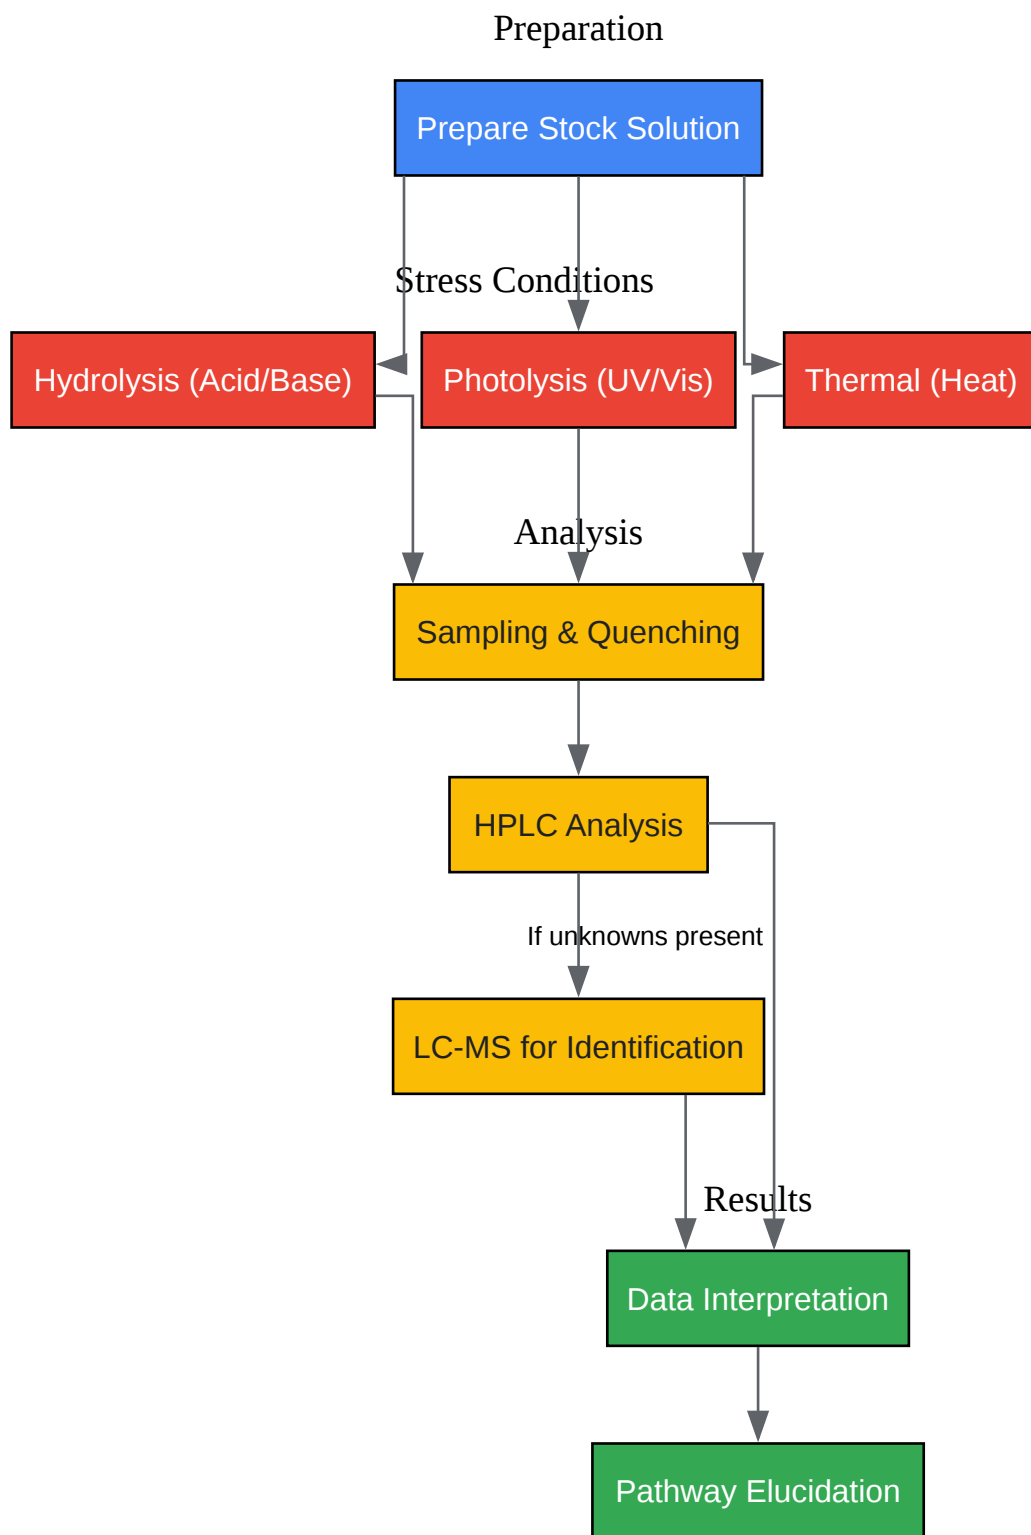 Preparation
Prepare Stock Solution
Stress Conditions
Hydrolysis (Acid/Base)
Photolysis (UV/Vis)
Thermal (Heat)
Analysis
Sampling & Quenching
HPLC Analysis
If unknowns present
LC-MS for Identification
Results
Data Interpretation
Pathway Elucidation